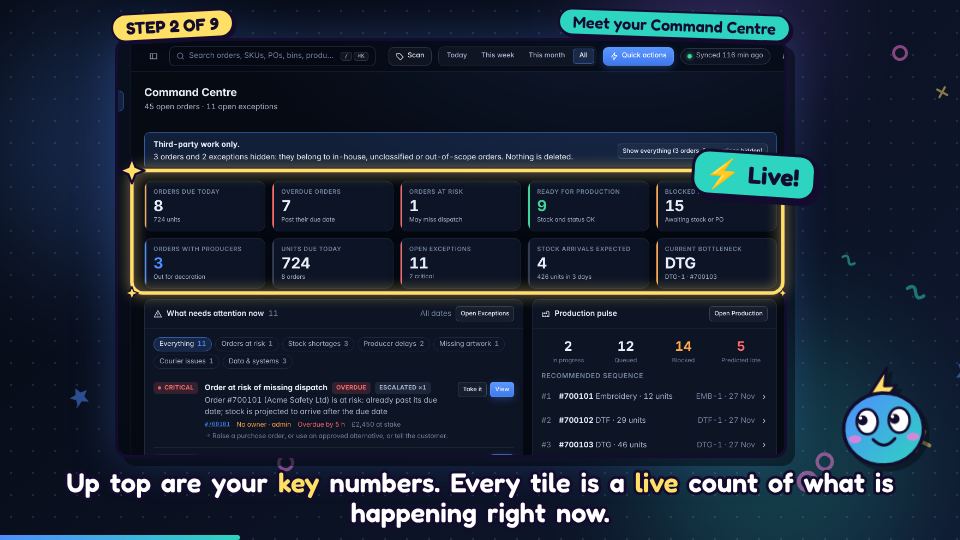 STEP 2 OF 9
Meet your Command Centre
Search orders, SKUs, POs, bins, produ...
/
⌘K
Scan
Today
This week
This month
All
Quick actions
Synced 116 min ago
Command Centre
45 open orders · 11 open exceptions
Third-party work only.
3 orders and 2 exceptions hidden: they belong to in-house, unclassified or out-of-scope orders. Nothing is deleted.
Show everything (3 orders
Live!
ORDERS DUE TODAY
8
724 units
OVERDUE ORDERS
7
Past their due date
ORDERS AT RISK
1
May miss dispatch
READY FOR PRODUCTION
9
Stock and status OK
BLOCKED
15
Awaiting stock or PO
ORDERS WITH PRODUCERS
3
Out for decoration
UNITS DUE TODAY
724
8 orders
OPEN EXCEPTIONS
11
7 critical
STOCK ARRIVALS EXPECTED
4
426 units in 3 days
CURRENT BOTTLENECK
DTG
DTG-1 · #700103
What needs attention now 11
All dates
Open Exceptions
Everything 11
Orders at risk 1
Stock shortages 3
Producer delays 2
Missing artwork 1
Courier issues 1
Data & systems 3
CRITICAL
Order at risk of missing dispatch
OVERDUE
ESCALATED ×1
Take it
View
Order #700101 (Acme Safety Ltd) is at risk: already past its due
date; stock is projected to arrive after the due date
#700101 No owner · admin Overdue by 5 h £2,450 at stake
Raise a purchase order, or use an approved alternative, or tell the customer.
Production pulse
Open Production
2
In progress
12
Queued
14
Blocked
5
Predicted late
RECOMMENDED SEQUENCE
#1 #700101 Embroidery · 12 units EMB-1 · 27 Nov ›
#2 #700102 DTF · 29 units DTF-1 · 27 Nov ›
#3 #700103 DTG · 46 units DTG-1 · 27 Nov ›
Up top are your key numbers. Every tile is a live count of what is
happening right now.